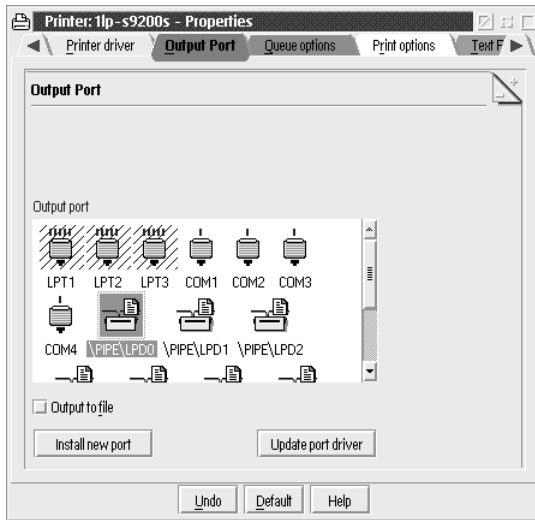 Printer: 1lp-s9200s - Properties
Printer driver Output Port Queue options Print options Text F
Output Port
Output port
LPT1 LPT2 LPT3 COM1 COM2 COM3
COM4 \PIPE\LPD0 \PIPE\LPD1 \PIPE\LPD2
Output to file
Install new port Update port driver
Undo Default Help